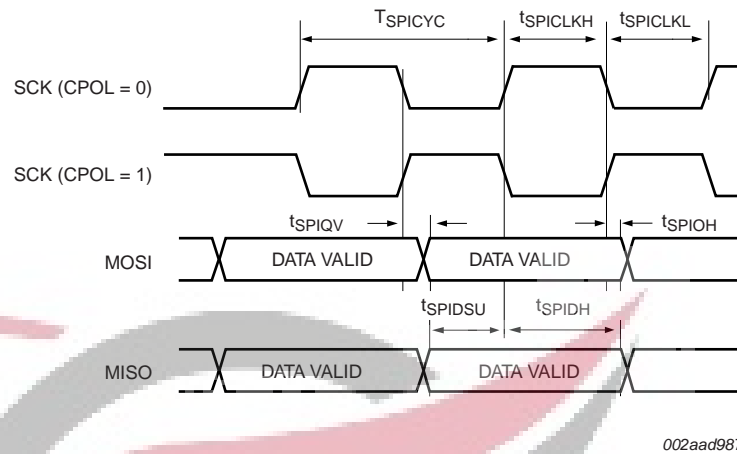 TSPICYC tSPICLKH tSPICLKL
SCK (CPOL = 0)
SCK (CPOL = 1)
tSPIQV tSPIOH
MOSI DATA VALID DATA VALID
tSPIDSU tSPIDH
MISO DATA VALID DATA VALID
002aad987